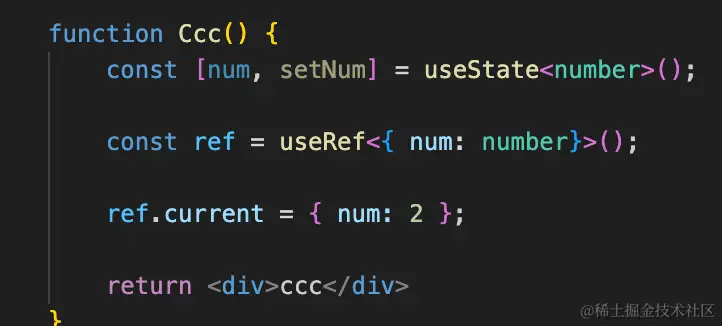 function Ccc() {
const [num, setNum] = useState<number>();
const ref = useRef<{ num: number}>();
ref.current = { num: 2 };
return <div>ccc</div>
}
@稀土掘金技术社区